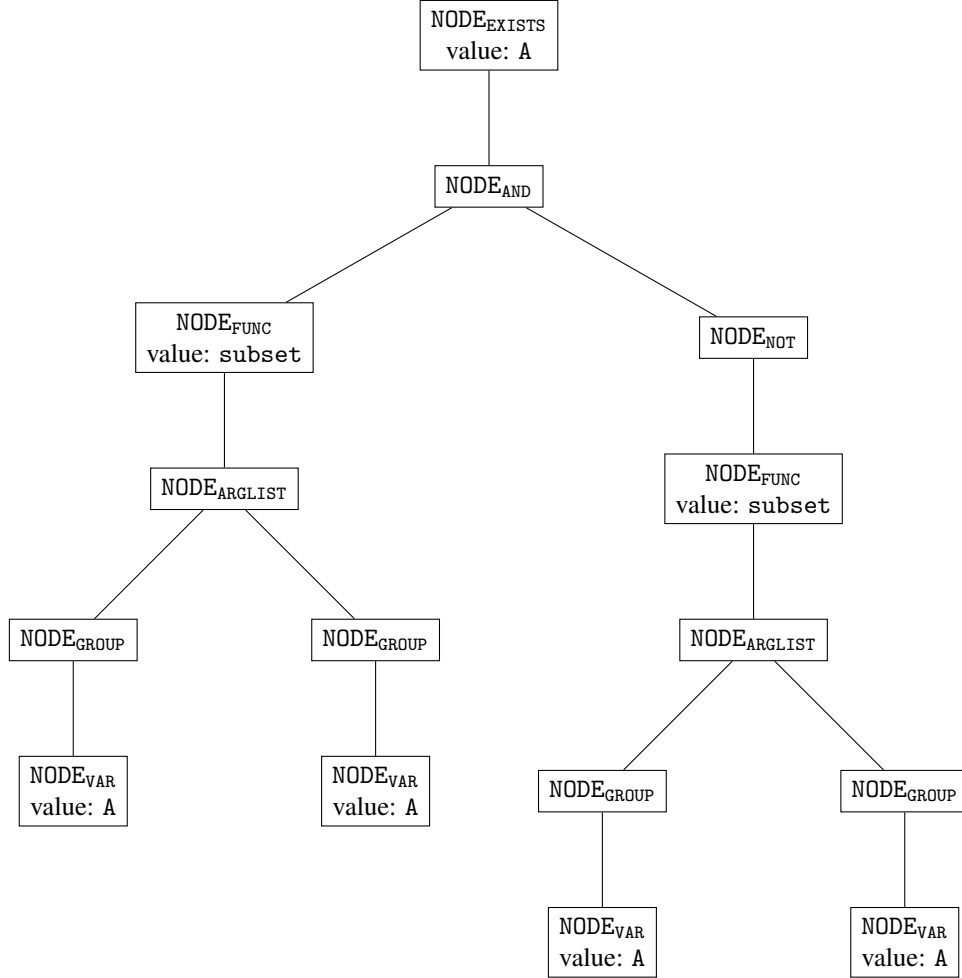 NODE_EXISTS
value: A
NODE_AND
NODE_FUNC
value: subset
NODE_NOT
NODE_ARGLIST
NODE_FUNC
value: subset
NODE_GROUP
NODE_GROUP
NODE_ARGLIST
NODE_VAR
value: A
NODE_VAR
value: A
NODE_GROUP
NODE_GROUP
NODE_VAR
value: A
NODE_VAR
value: A